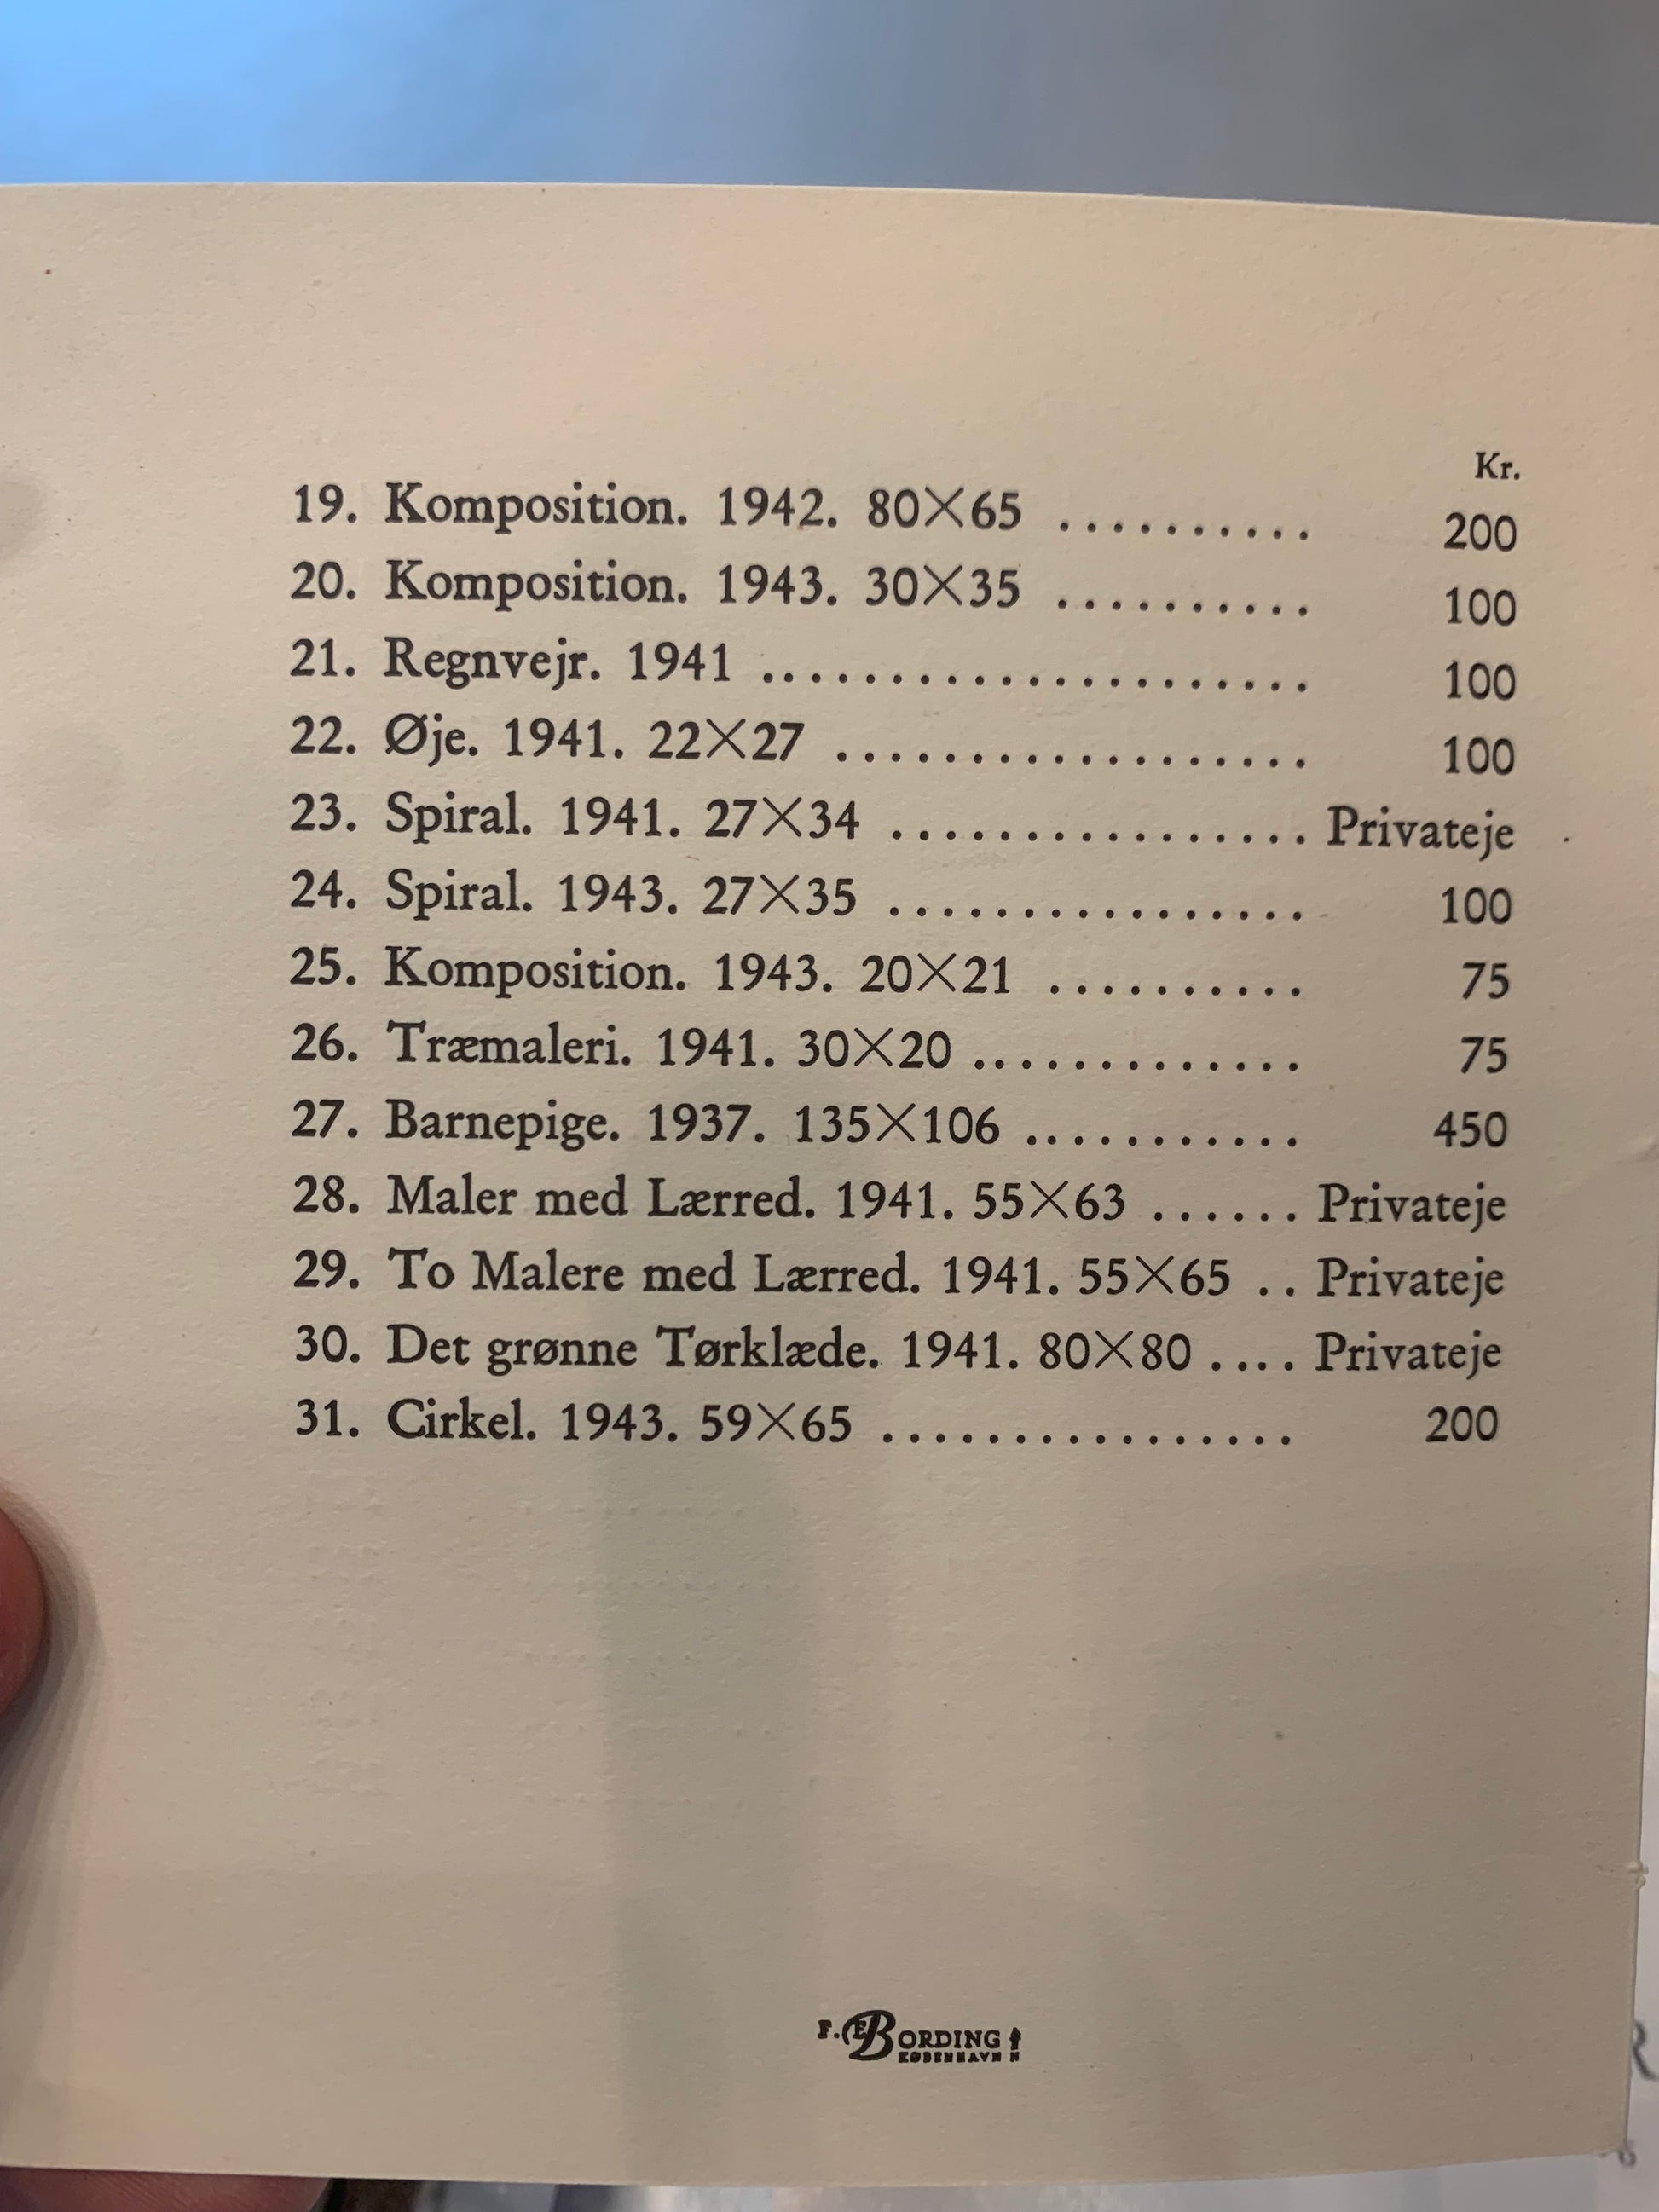 Kr.
19. Komposition. 1942. 80×65 .......... 200
20. Komposition. 1943. 30×35 .......... 100
21. Regnvejr. 1941 ..................... 100
22. Øje. 1941. 22×27 .................. 100
23. Spiral. 1941. 27×34 ................ Privateje
24. Spiral. 1943. 27×35 ................ 100
25. Komposition. 1943. 20×21 .......... 75
26. Træmaleri. 1941. 30×20 ............. 75
27. Barnepige. 1937. 135×106 ........... 450
28. Maler med Lærred. 1941. 55×63 ...... Privateje
29. To Malere med Lærred. 1941. 55×65 .. Privateje
30. Det grønne Tørklæde. 1941. 80×80 .... Privateje
31. Cirkel. 1943. 59×65 ................ 200
F. E. BORDING
KØBENHAVN N